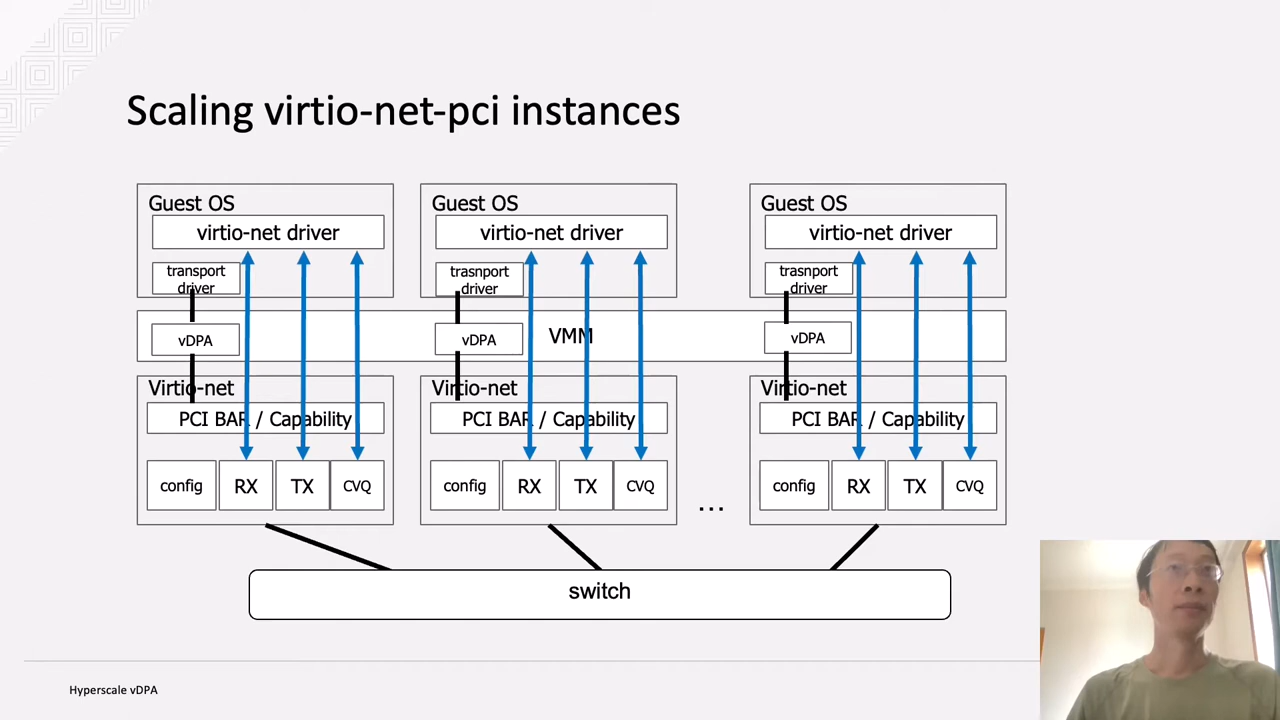 Scaling virtio-net-pci instances
Guest OS
virtio-net driver
transport
driver
Guest OS
virtio-net driver
trasnport
driver
Guest OS
virtio-net driver
trasnport
driver
vDPA
vDPA
VMM
vDPA
Virtio-net
PCI BAR / Capability
config
RX
TX
CVQ
Virtio-net
PCI BAR / Capability
config
RX
TX
CVQ
...
Virtio-net
PCI BAR / Capability
config
RX
TX
CVQ
switch
Hyperscale vDPA